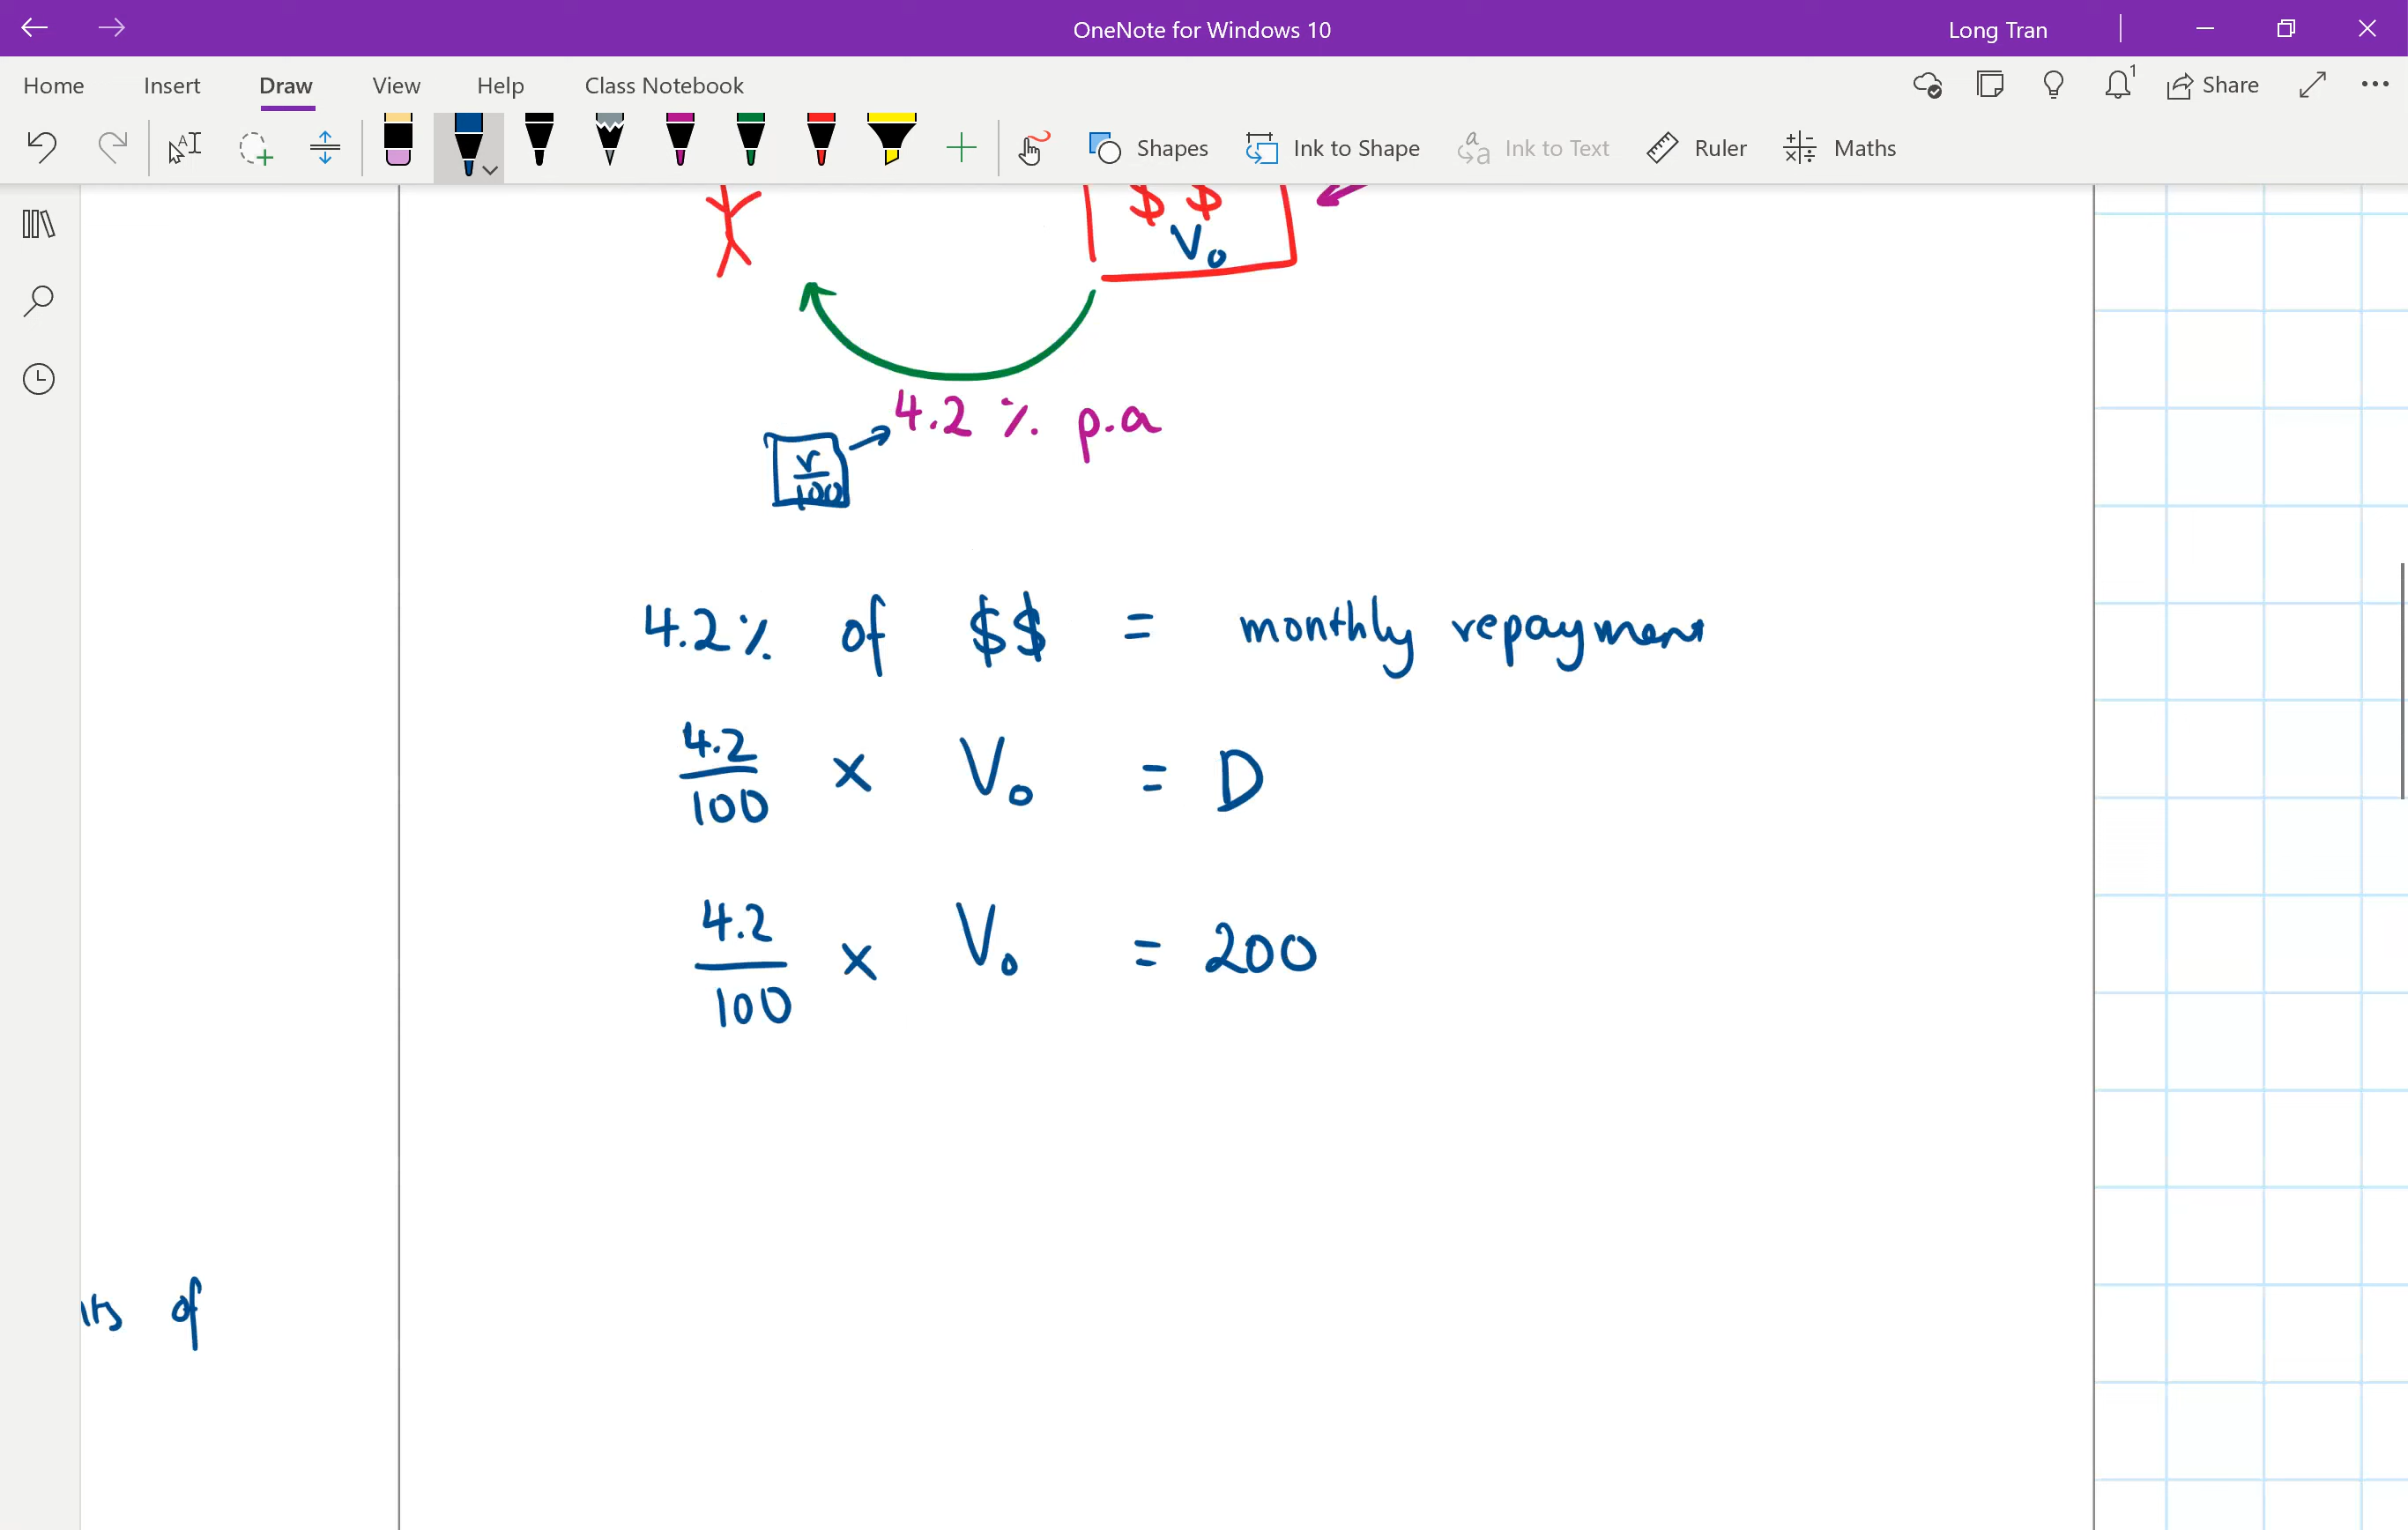 OneNote for Windows 10 Long Tran
Home Insert Draw View Help Class Notebook 1 Share
Shapes Ink to Shape Ink to Text Ruler Maths
$ $
V₀
4.2 % p.a
r/100
4.2% of $$ = monthly repayment
4.2/100 × V₀ = D
4.2/100 × V₀ = 200
of